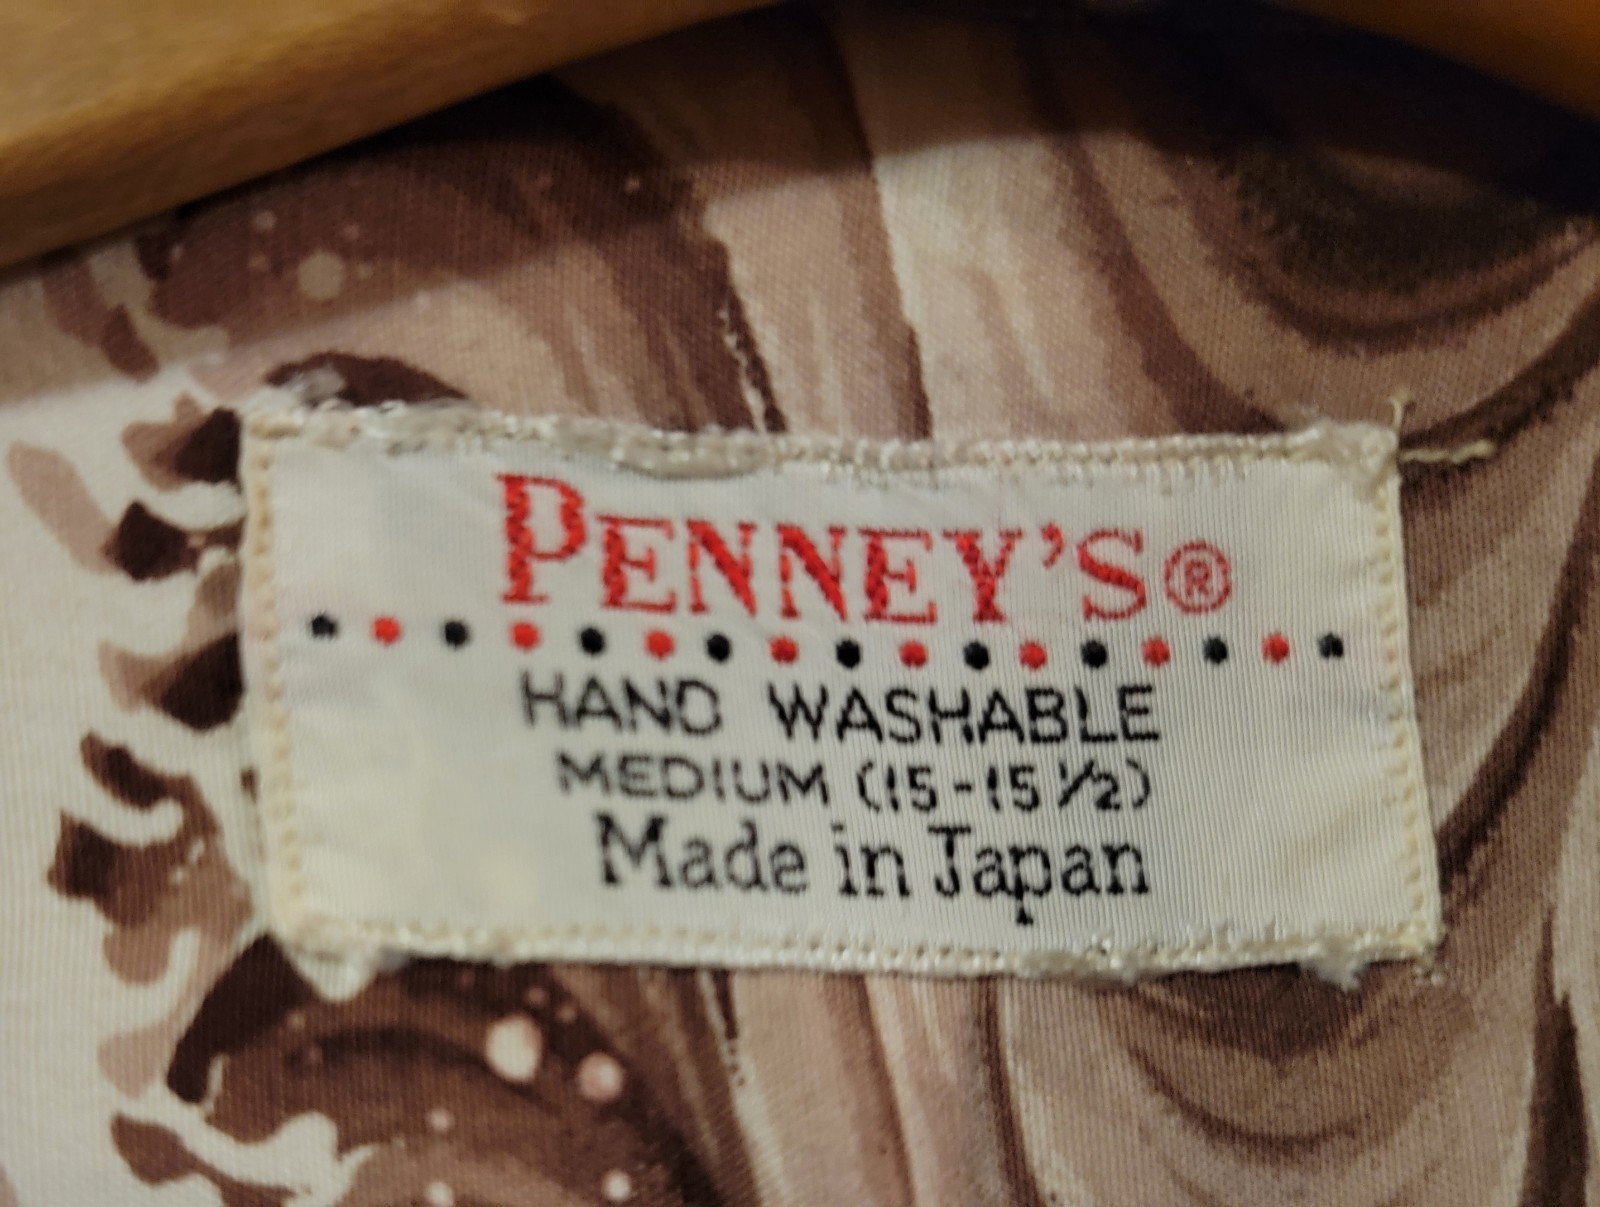 PENNEY'S®
HAND WASHABLE
MEDIUM (15-15 ½)
Made in Japan